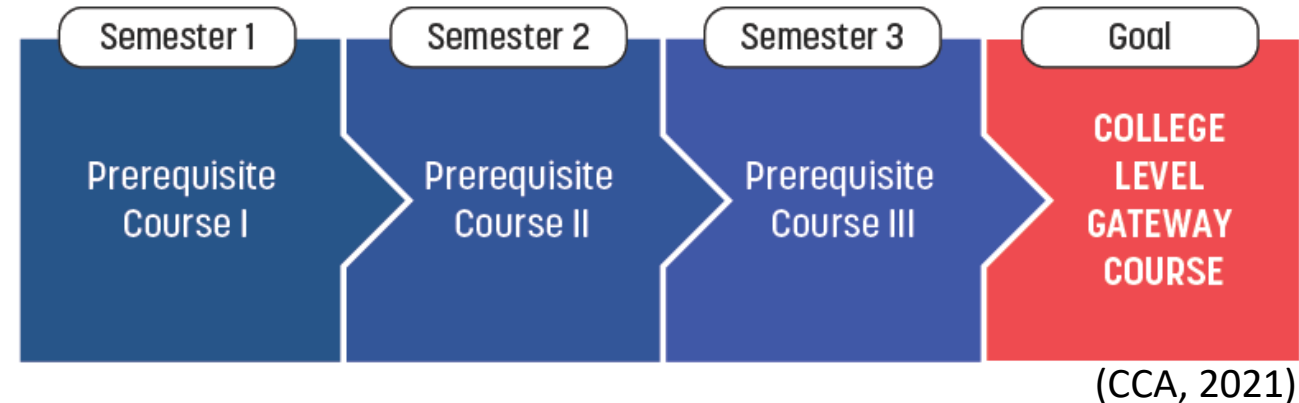 Semester 1
Prerequisite
Course I
Semester 2
Prerequisite
Course II
Semester 3
Prerequisite
Course III
Goal
COLLEGE
LEVEL
GATEWAY
COURSE
(CCA, 2021)